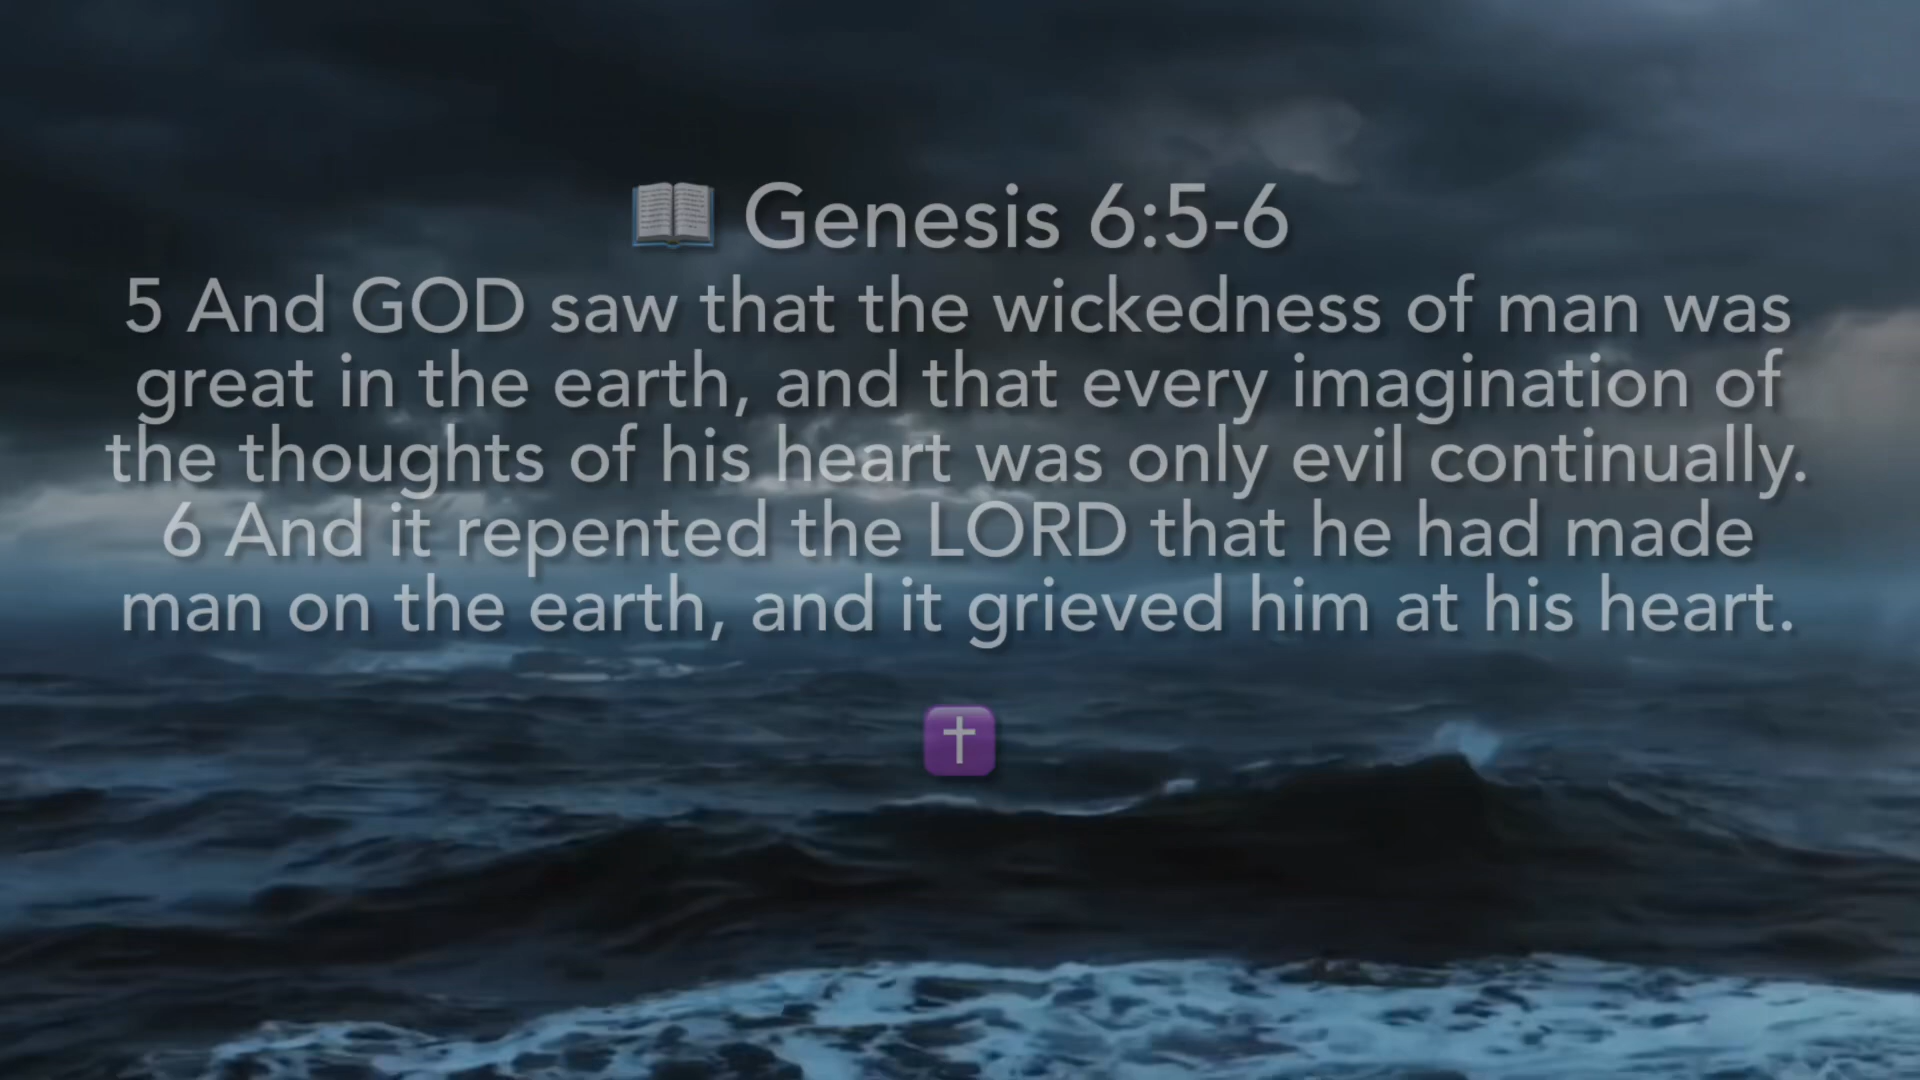 📖 Genesis 6:5-6
5 And GOD saw that the wickedness of man was
great in the earth, and that every imagination of
the thoughts of his heart was only evil continually.
6 And it repented the LORD that he had made
man on the earth, and it grieved him at his heart.
✝️